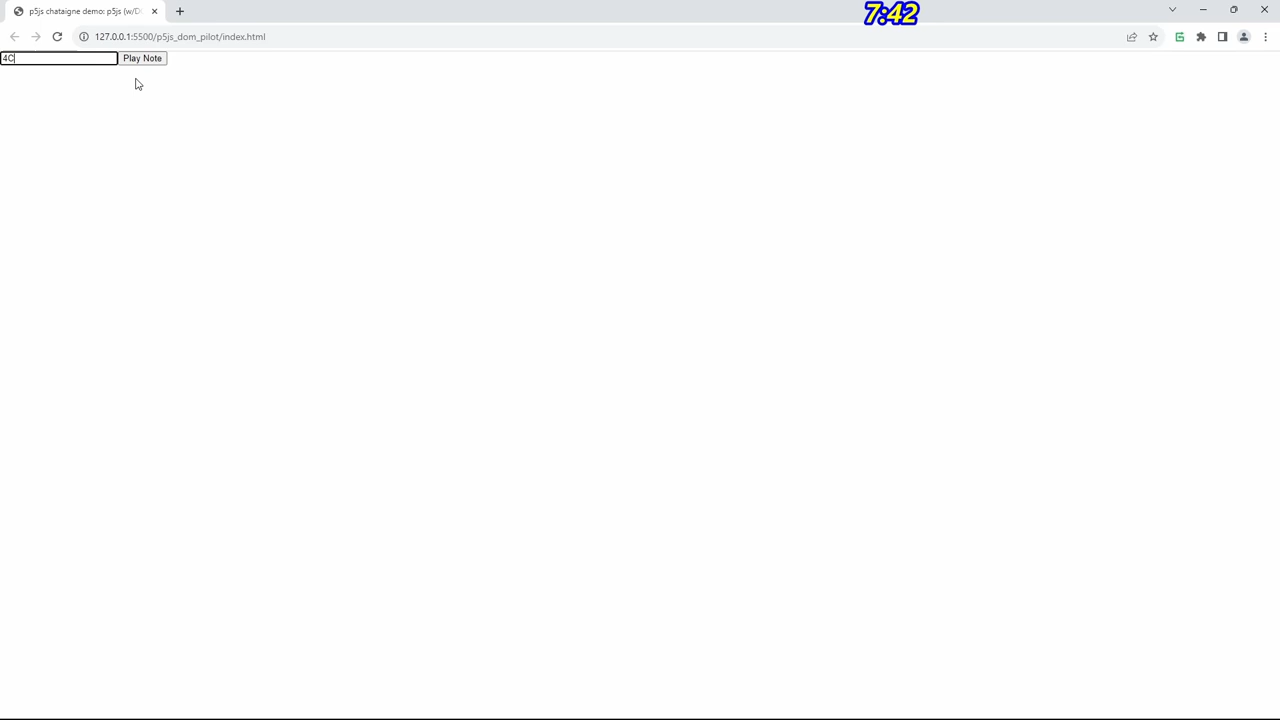 p5js chataigne demo: p5js (w/D
7:42
127.0.0.1:5500/p5js_dom_pilot/index.html
4C
Play Note